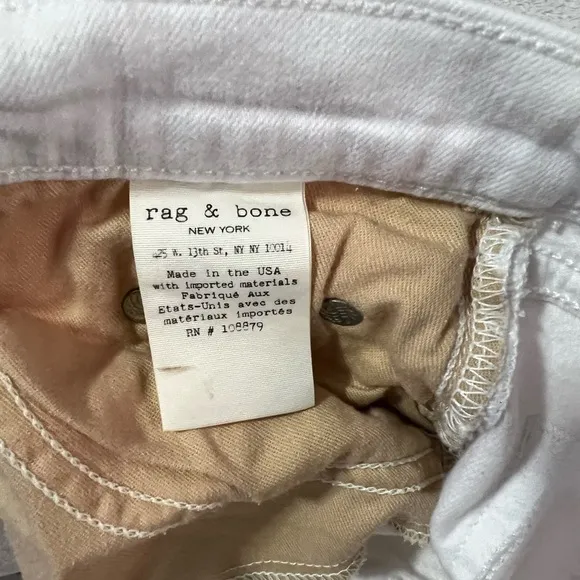 rag & bone
NEW YORK
425 W. 13th St, NY NY 10014
Made in the USA
with imported materials
Fabriqué Aux
Etats-Unis avec des
matériaux importés
RN # 108879